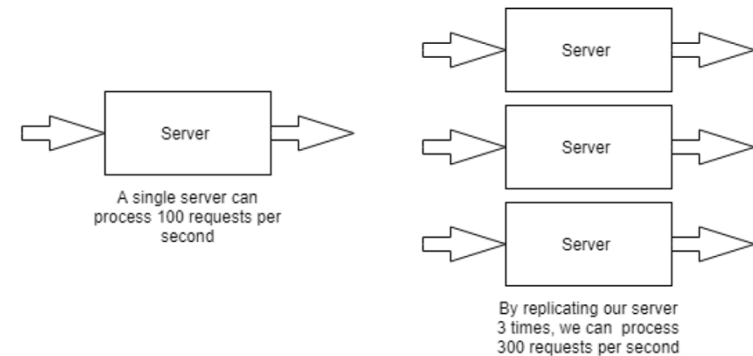 Server
A single server can
process 100 requests per
second
Server
Server
Server
By replicating our server
3 times, we can process
300 requests per second